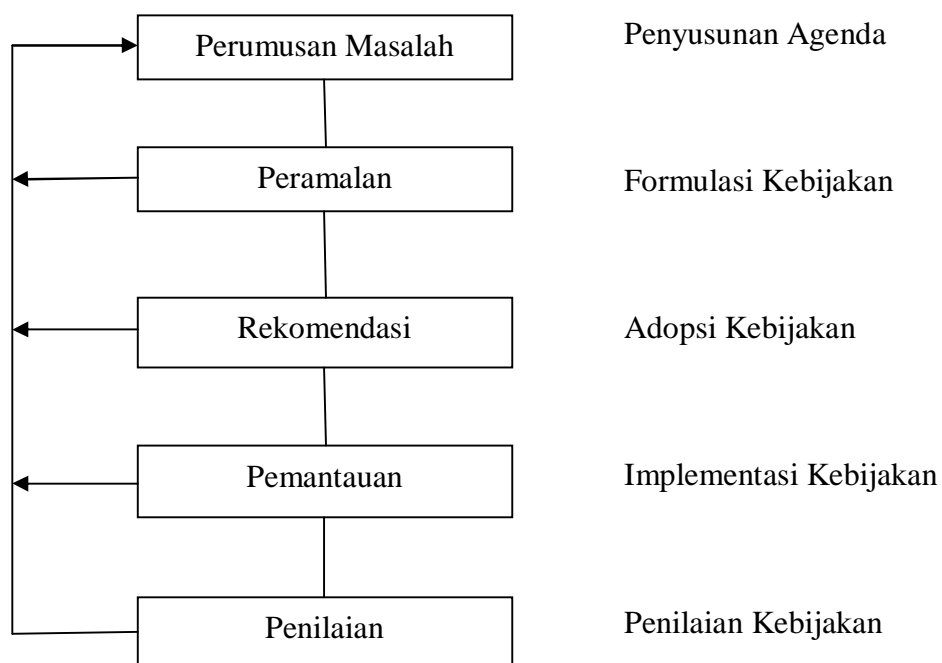 Perumusan Masalah
Penyusunan Agenda
Peramalan
Formulasi Kebijakan
Rekomendasi
Adopsi Kebijakan
Pemantauan
Implementasi Kebijakan
Penilaian
Penilaian Kebijakan